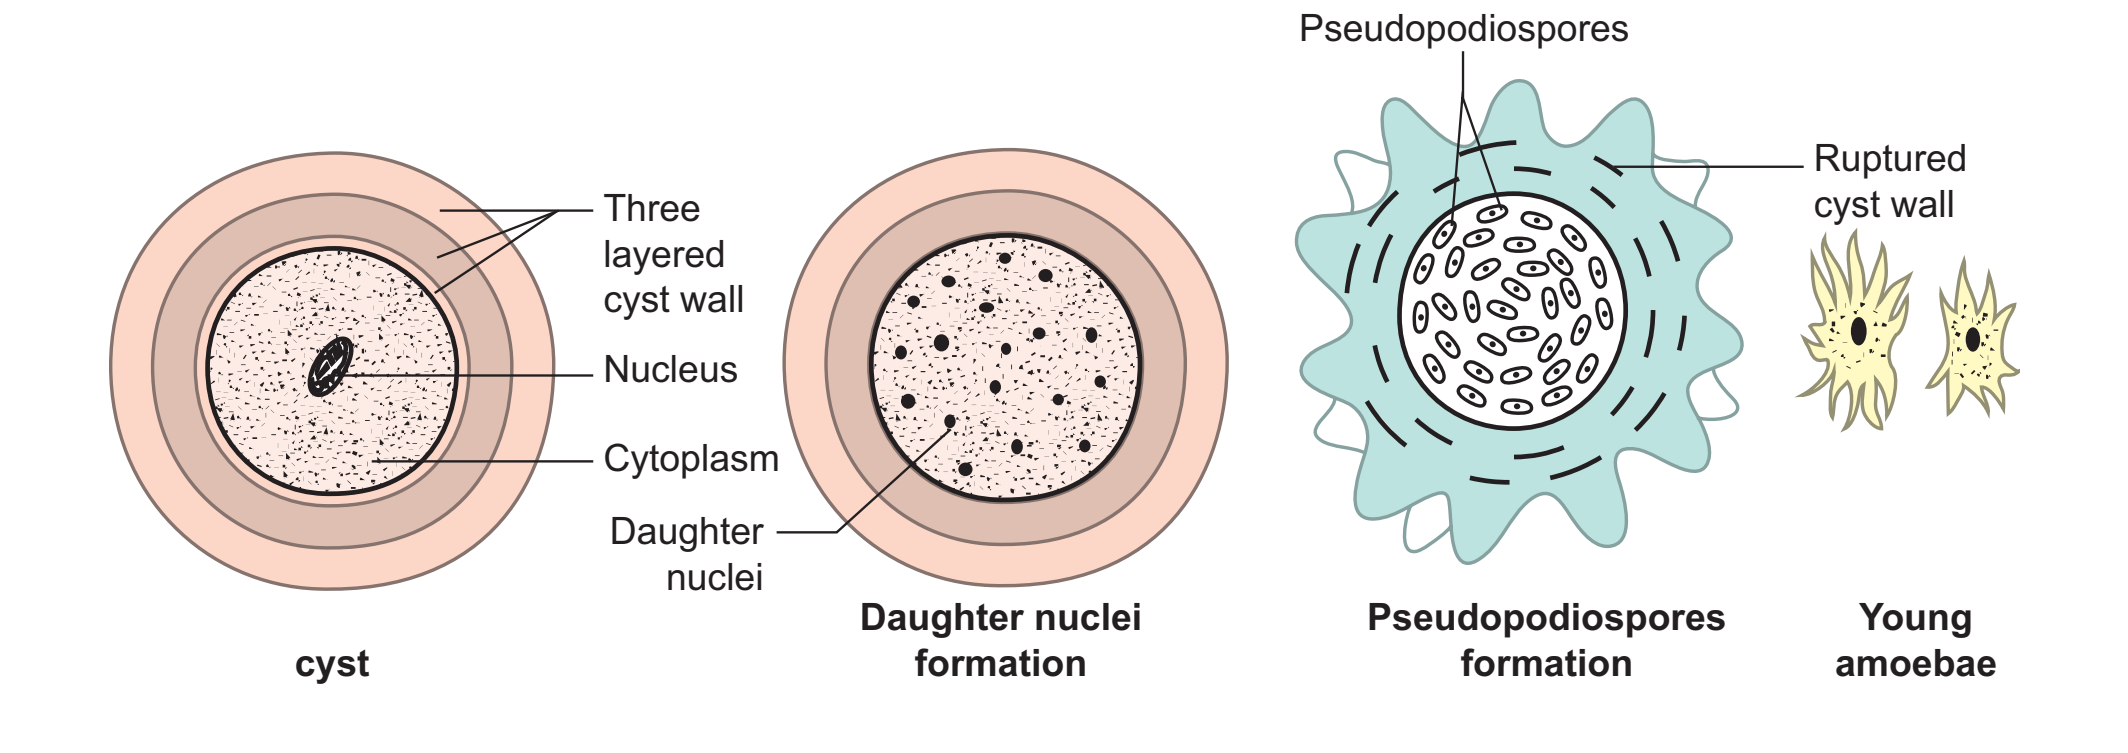 Pseudopodiospores
Three
layered
cyst wall
Nucleus
Cytoplasm
Daughter
nuclei
Ruptured
cyst wall
cyst
Daughter nuclei
formation
Pseudopodiospores
formation
Young
amoebae